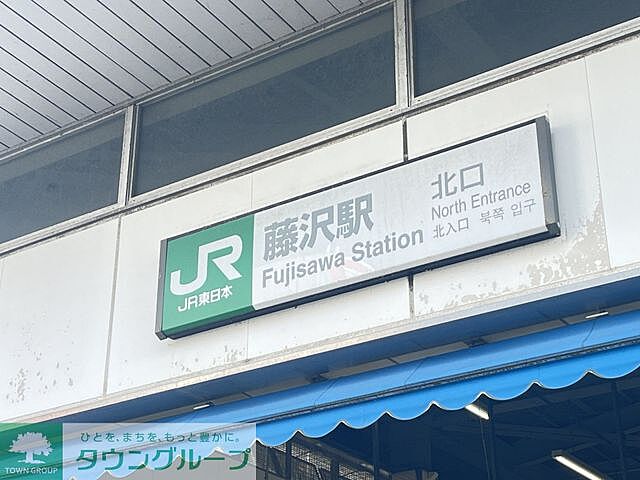 JR
JR東日本
藤沢駅
Fujisawa Station
北口
North Entrance
北入口 북쪽 입구
TOWN GROUP
ひとを、まちを、もっと豊かに。
タウングループ